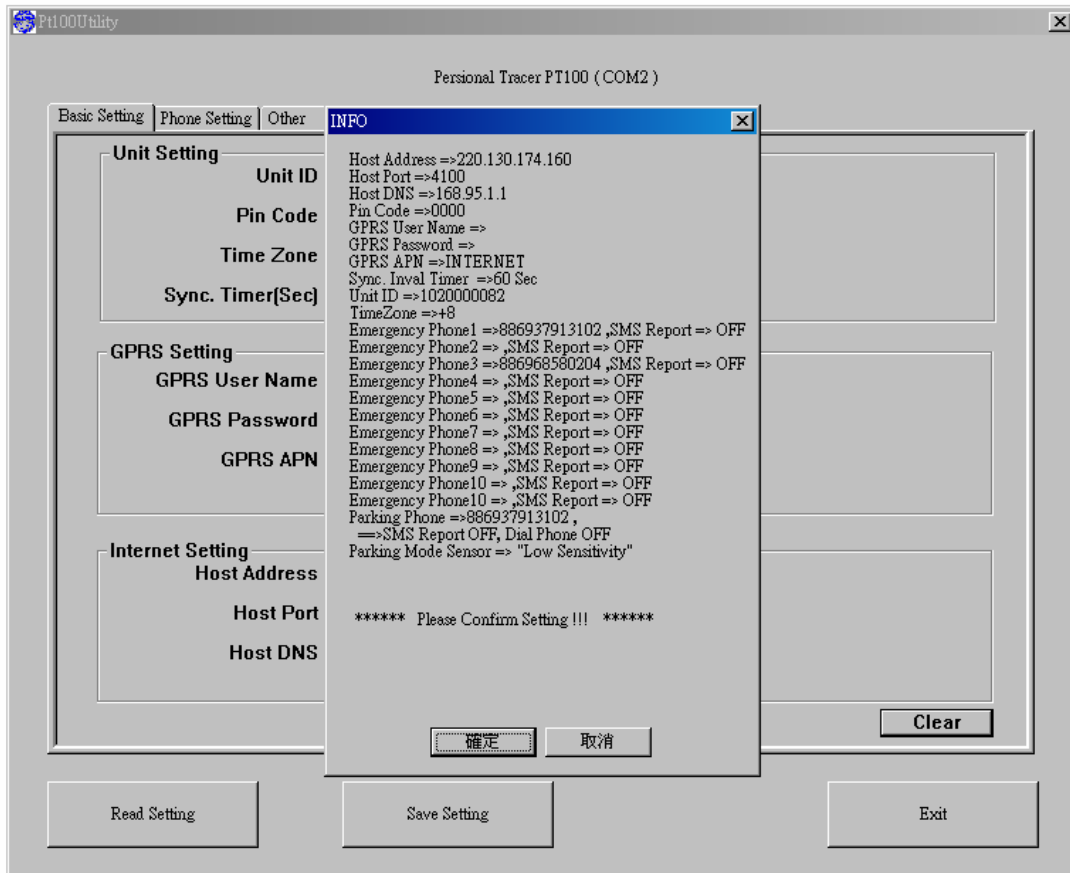 Pt100Utility
Persional Tracer PT100 ( COM2 )
Basic Setting
Phone Setting
Other
Unit Setting
Unit ID
Pin Code
Time Zone
Sync. Timer(Sec)
GPRS Setting
GPRS User Name
GPRS Password
GPRS APN
Internet Setting
Host Address
Host Port
Host DNS
INFO
Host Address =>220.130.174.160
Host Port =>4100
Host DNS =>168.95.1.1
Pin Code =>0000
GPRS User Name =>
GPRS Password =>
GPRS APN =>INTERNET
Sync. Inval Timer =>60 Sec
Unit ID =>1020000082
TimeZone =>+8
Emergency Phone1 =>886937913102 ,SMS Report => OFF
Emergency Phone2 => ,SMS Report => OFF
Emergency Phone3 =>886968580204 ,SMS Report => OFF
Emergency Phone4 => ,SMS Report => OFF
Emergency Phone5 => ,SMS Report => OFF
Emergency Phone6 => ,SMS Report => OFF
Emergency Phone7 => ,SMS Report => OFF
Emergency Phone8 => ,SMS Report => OFF
Emergency Phone9 => ,SMS Report => OFF
Emergency Phone10 => ,SMS Report => OFF
Emergency Phone10 => ,SMS Report => OFF
Parking Phone =>886937913102 ,
==>SMS Report OFF, Dial Phone OFF
Parking Mode Sensor => "Low Sensitivity"
****** Please Confirm Setting !!! ******
確定
取消
Clear
Read Setting
Save Setting
Exit